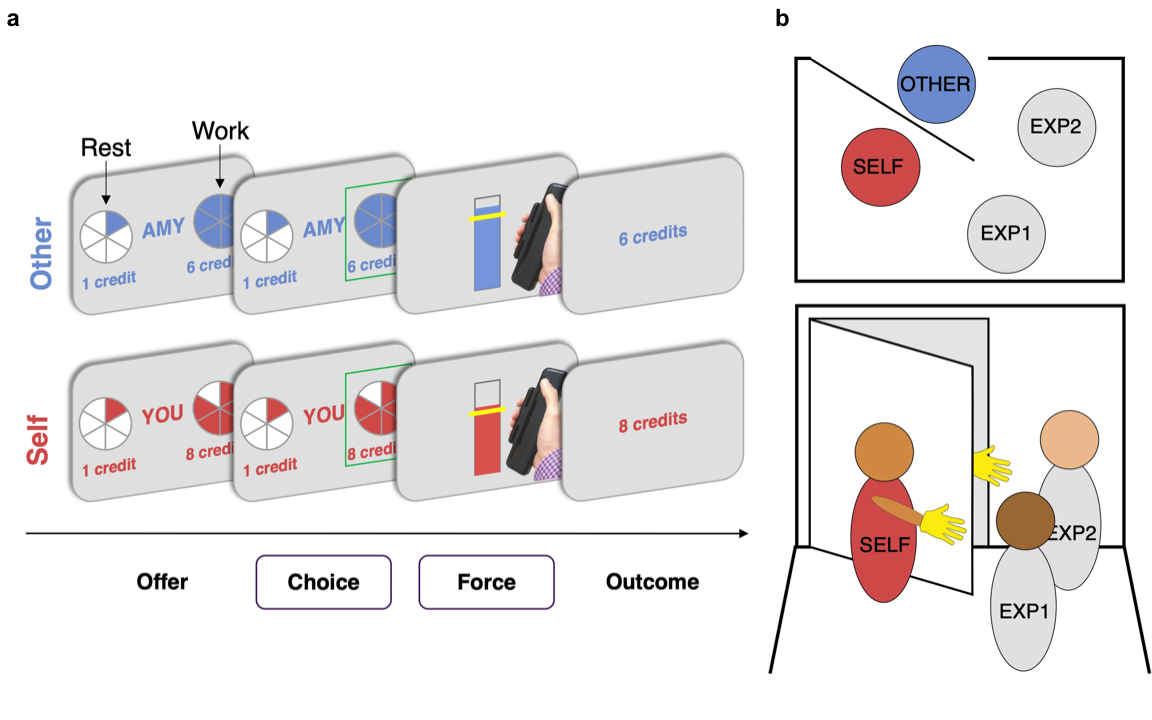 a
Rest
Work
Other
AMY
1 credit
6 credi
AMY
1 credit
6 credi
6 credits
Self
YOU
1 credit
8 credi
YOU
1 credit
8 credi
8 credits
Offer
Choice
Force
Outcome
b
OTHER
EXP2
SELF
EXP1
SELF
EXP2
EXP1